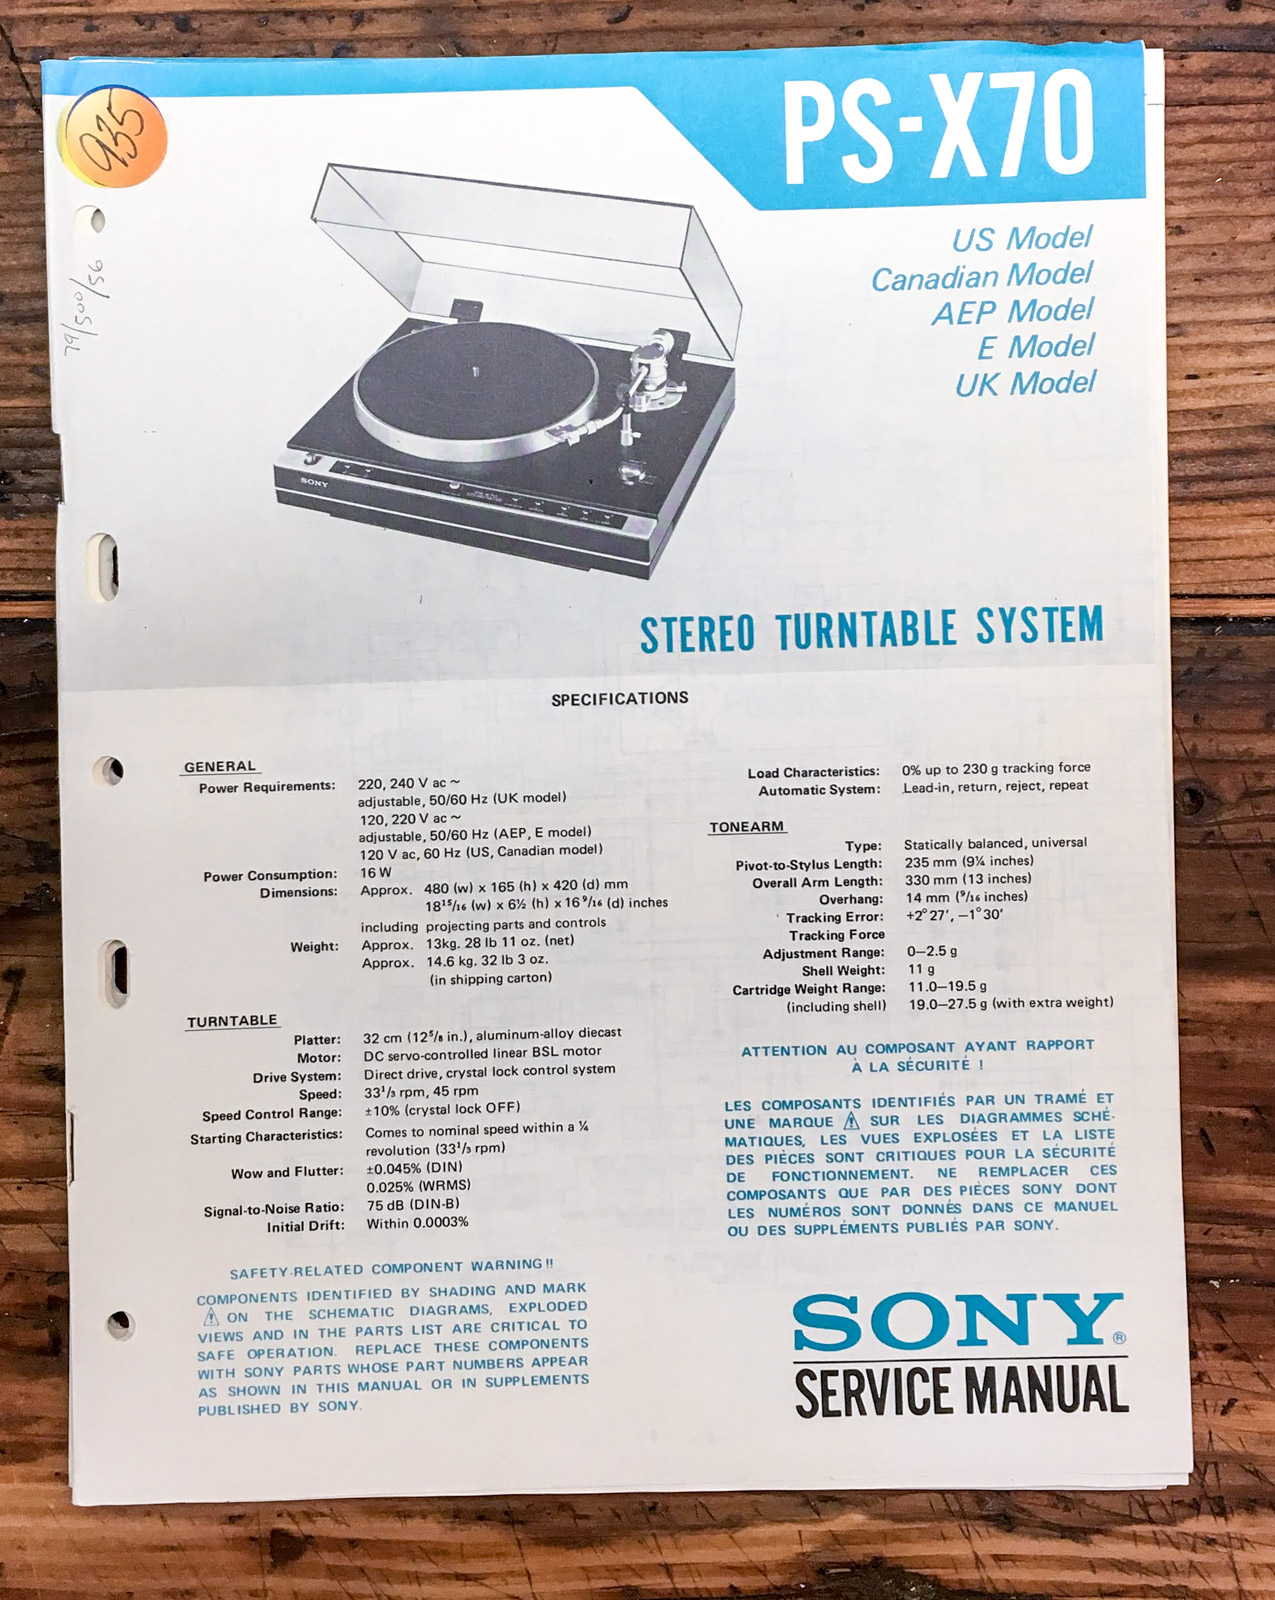 PS-X70
935
79/500/56
US Model
Canadian Model
AEP Model
E Model
UK Model
SONY
STEREO TURNTABLE SYSTEM
SPECIFICATIONS
GENERAL
Power Requirements: 220, 240 V ac ~
adjustable, 50/60 Hz (UK model)
120, 220 V ac ~
adjustable, 50/60 Hz (AEP, E model)
120 V ac, 60 Hz (US, Canadian model)
Power Consumption: 16 W
Dimensions: Approx. 480 (w) x 165 (h) x 420 (d) mm
18 15/16 (w) x 6½ (h) x 16 9/16 (d) inches
including projecting parts and controls
Weight: Approx. 13kg. 28 lb 11 oz. (net)
Approx. 14.6 kg. 32 lb 3 oz.
(in shipping carton)
TURNTABLE
Platter: 32 cm (12 5/8 in.), aluminum-alloy diecast
Motor: DC servo-controlled linear BSL motor
Drive System: Direct drive, crystal lock control system
Speed: 33 1/3 rpm, 45 rpm
Speed Control Range: ±10% (crystal lock OFF)
Starting Characteristics: Comes to nominal speed within a ¼
revolution (33 1/3 rpm)
Wow and Flutter: ±0.045% (DIN)
0.025% (WRMS)
Signal-to-Noise Ratio: 75 dB (DIN-B)
Initial Drift: Within 0.0003%
SAFETY-RELATED COMPONENT WARNING!!
COMPONENTS IDENTIFIED BY SHADING AND MARK
⚠ ON THE SCHEMATIC DIAGRAMS, EXPLODED
VIEWS AND IN THE PARTS LIST ARE CRITICAL TO
SAFE OPERATION. REPLACE THESE COMPONENTS
WITH SONY PARTS WHOSE PART NUMBERS APPEAR
AS SHOWN IN THIS MANUAL OR IN SUPPLEMENTS
PUBLISHED BY SONY.
Load Characteristics: 0% up to 230 g tracking force
Automatic System: Lead-in, return, reject, repeat
TONEARM
Type: Statically balanced, universal
Pivot-to-Stylus Length: 235 mm (9¼ inches)
Overall Arm Length: 330 mm (13 inches)
Overhang: 14 mm (9/16 inches)
Tracking Error: +2°27′, −1°30′
Tracking Force
Adjustment Range: 0–2.5 g
Shell Weight: 11 g
Cartridge Weight Range: 11.0–19.5 g
(including shell) 19.0–27.5 g (with extra weight)
ATTENTION AU COMPOSANT AYANT RAPPORT
À LA SÉCURITÉ !
LES COMPOSANTS IDENTIFIÉS PAR UN TRAMÉ ET
UNE MARQUE ⚠ SUR LES DIAGRAMMES SCHÉ-
MATIQUES, LES VUES EXPLOSÉES ET LA LISTE
DES PIÈCES SONT CRITIQUES POUR LA SÉCURITÉ
DE FONCTIONNEMENT. NE REMPLACER CES
COMPOSANTS QUE PAR DES PIÈCES SONY DONT
LES NUMÉROS SONT DONNÉS DANS CE MANUEL
OU DES SUPPLÉMENTS PUBLIÉS PAR SONY.
SONY®
SERVICE MANUAL